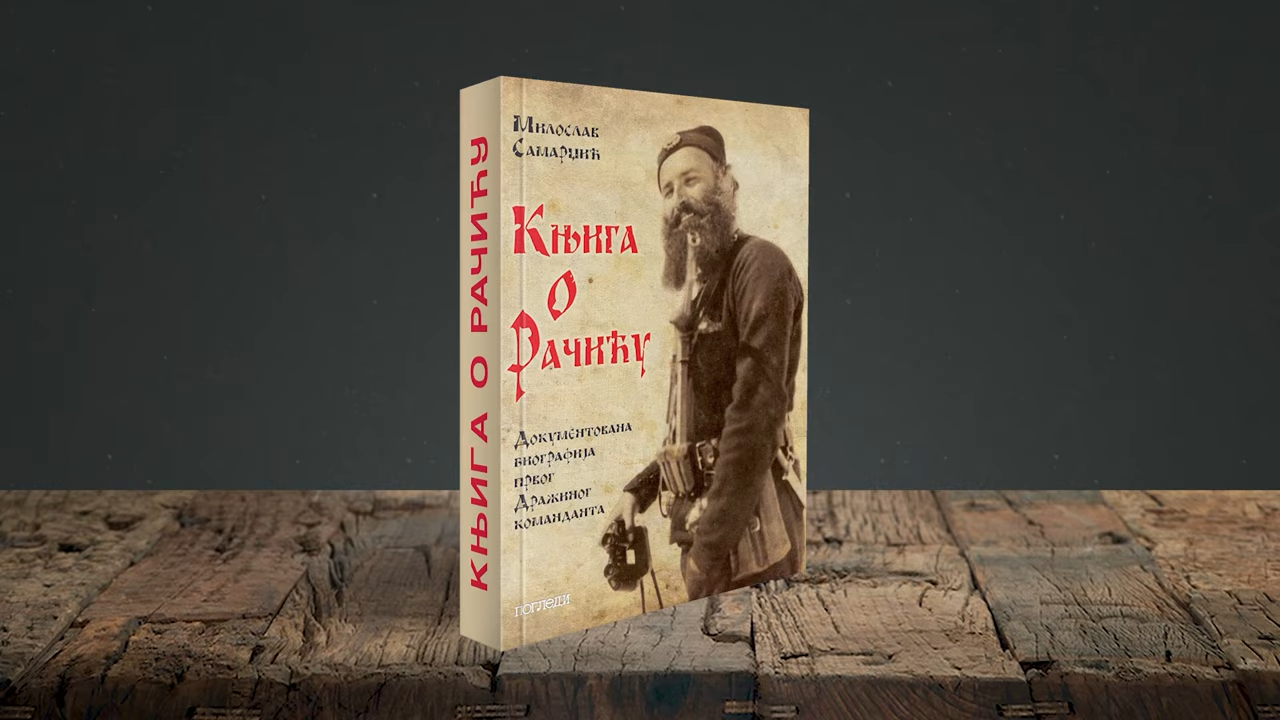 КЊИГА О РАЧИЋУ
Милослав
Самарџић
Књига
о
Рачићу
Документована
биографија
првог
Дражиног
команданта
погледи